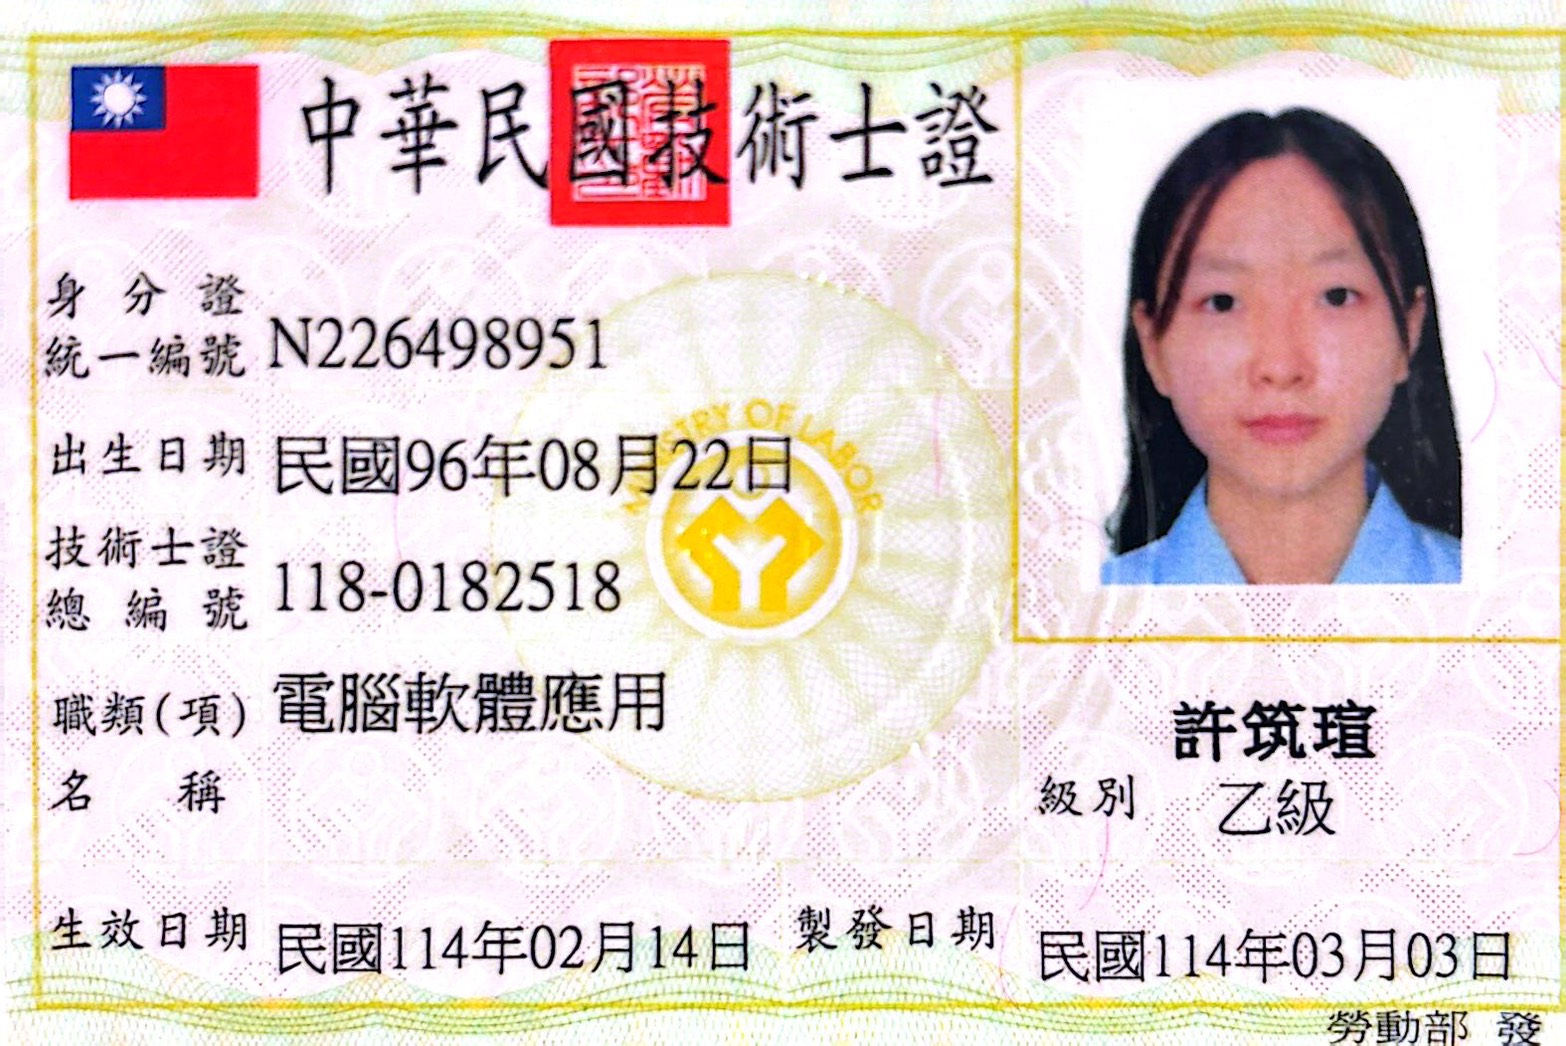 中華民國技術士證
身分證
統一編號 N226498951
出生日期 民國96年08月22日
MINISTRY OF LABOR
技術士證
總編號 118-0182518
職類(項) 電腦軟體應用
名稱
許筑瑄
級別 乙級
生效日期 民國114年02月14日
製發日期 民國114年03月03日
勞動部 發